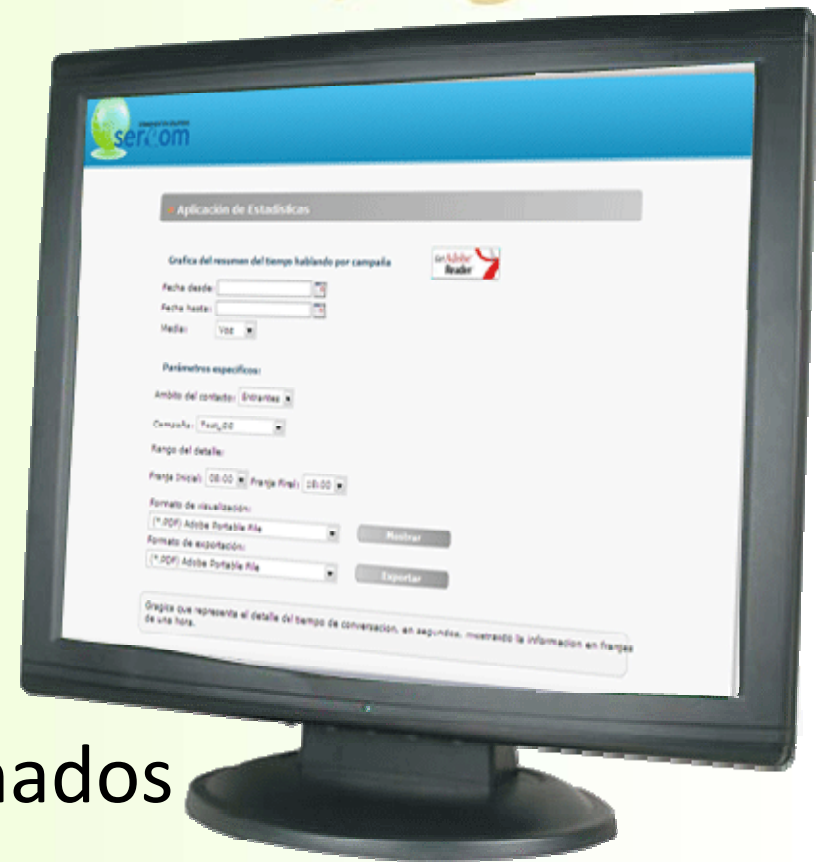 sercom
» Aplicación de Estadísticas
Grafica del resumen del tiempo hablando por campaña
Get Adobe Reader
Fecha desde:
Fecha hasta:
Media: Voz
Parámetros especificos:
Ambito del contacto: Entrantes
Campaña:
Rango del detalle:
Franja Inicial: 08:00 Franja Final: 18:00
Formato de visualización:
(*.PDF) Adobe Portable File Mostrar
Formato de exportación:
(*.PDF) Adobe Portable File Exportar
Gragica que representa el detalle del tiempo de conversacion, en segundos, mostrando la informacion en franjas
de una hora.
nados